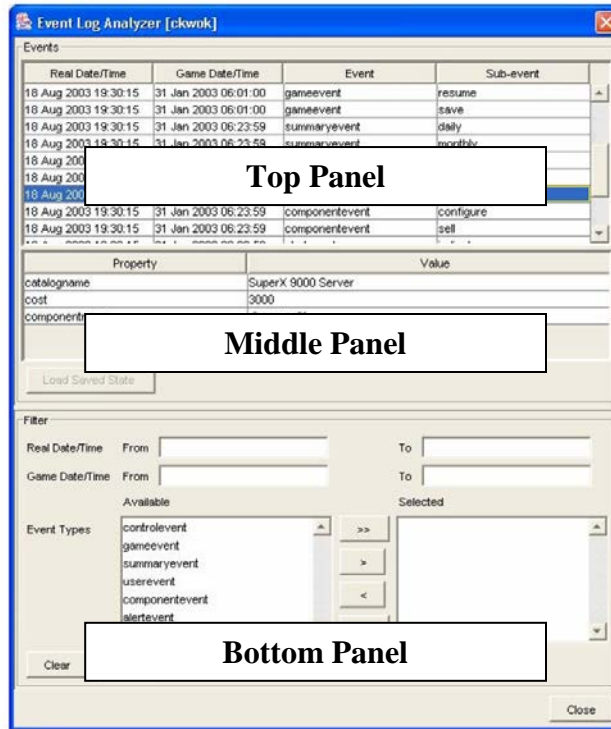 Event Log Analyzer [ckwok]
Events
Real Date/Time Game Date/Time Event Sub-event
18 Aug 2003 19:30:15 31 Jan 2003 06:01:00 gameevent resume
18 Aug 2003 19:30:15 31 Jan 2003 06:01:00 gameevent save
18 Aug 2003 19:30:15 31 Jan 2003 06:23:59 summaryevent daily
18 Aug 2003 19:30:15 31 Jan 2003 06:23:59 summaryevent monthly
18 Aug 200
18 Aug 200
18 Aug 200
Top Panel
18 Aug 2003 19:30:15 31 Jan 2003 06:23:59 componentevent configure
18 Aug 2003 19:30:15 31 Jan 2003 06:23:59 componentevent sell
Property Value
catalogname SuperX 9000 Server
cost 3000
Middle Panel
Load Saved State
Filter
Real Date/Time From To
Game Date/Time From To
Available Selected
Event Types controlevent >>
gameevent
summaryevent >
userevent
componentevent <
alertevent
Bottom Panel
Clear
Close